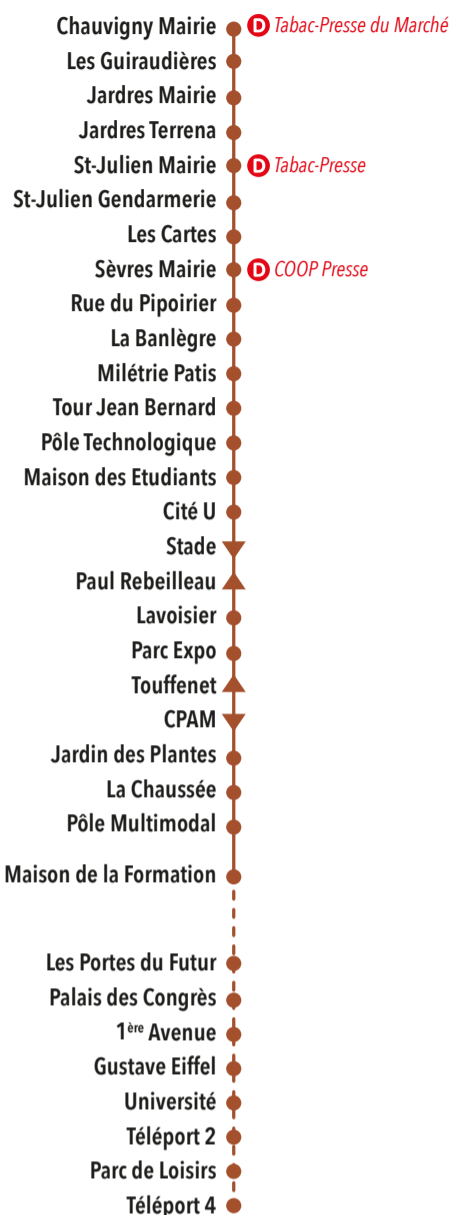 Chauvigny Mairie D Tabac-Presse du Marché
Les Guiraudières
Jardres Mairie
Jardres Terrena
St-Julien Mairie D Tabac-Presse
St-Julien Gendarmerie
Les Cartes
Sèvres Mairie D COOP Presse
Rue du Pipoirier
La Banlègre
Milétrie Patis
Tour Jean Bernard
Pôle Technologique
Maison des Etudiants
Cité U
Stade
Paul Rebeilleau
Lavoisier
Parc Expo
Touffenet
CPAM
Jardin des Plantes
La Chaussée
Pôle Multimodal
Maison de la Formation
Les Portes du Futur
Palais des Congrès
1ère Avenue
Gustave Eiffel
Université
Téléport 2
Parc de Loisirs
Téléport 4